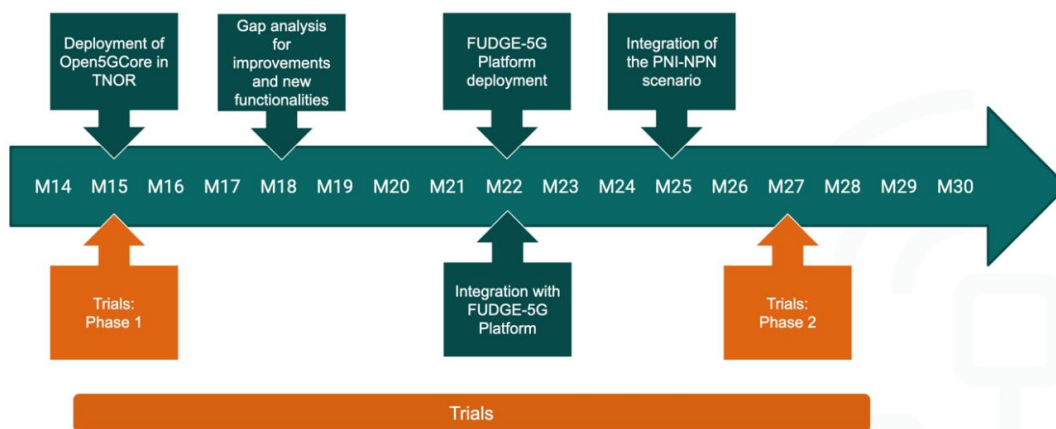 Deployment of
Open5GCore in
TNOR
Gap analysis
for
improvements
and new
functionalities
FUDGE-5G
Platform
deployment
Integration of
the PNI-NPN
scenario
M14 M15 M16 M17 M18 M19 M20 M21 M22 M23 M24 M25 M26 M27 M28 M29 M30
Trials:
Phase 1
Integration with
FUDGE-5G
Platform
Trials:
Phase 2
Trials